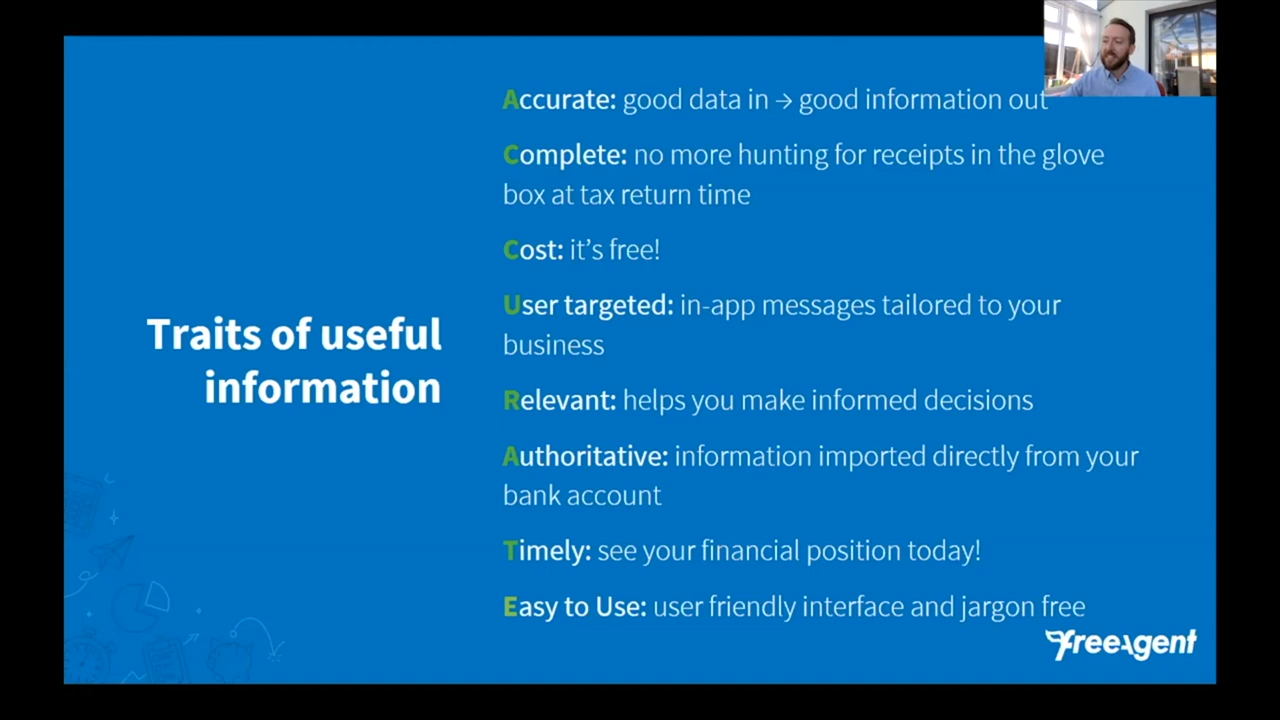 Traits of useful
information
Accurate: good data in → good information out
Complete: no more hunting for receipts in the glove
box at tax return time
Cost: it's free!
User targeted: in-app messages tailored to your
business
Relevant: helps you make informed decisions
Authoritative: information imported directly from your
bank account
Timely: see your financial position today!
Easy to Use: user friendly interface and jargon free
freeagent